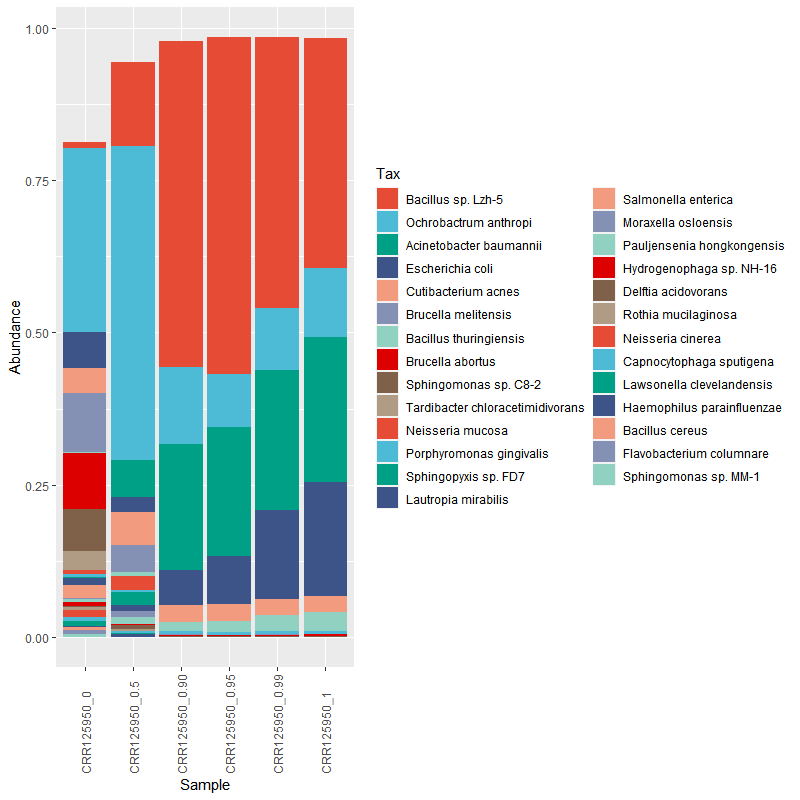 1.00
0.75
0.50
0.25
0.00
Abundance
CRR125950_0
CRR125950_0.5
CRR125950_0.90
CRR125950_0.95
CRR125950_0.99
CRR125950_1
Sample
Tax
Bacillus sp. Lzh-5
Ochrobactrum anthropi
Acinetobacter baumannii
Escherichia coli
Cutibacterium acnes
Brucella melitensis
Bacillus thuringiensis
Brucella abortus
Sphingomonas sp. C8-2
Tardibacter chloracetimidivorans
Neisseria mucosa
Porphyromonas gingivalis
Sphingopyxis sp. FD7
Lautropia mirabilis
Salmonella enterica
Moraxella osloensis
Pauljensenia hongkongensis
Hydrogenophaga sp. NH-16
Delftia acidovorans
Rothia mucilaginosa
Neisseria cinerea
Capnocytophaga sputigena
Lawsonella clevelandensis
Haemophilus parainfluenzae
Bacillus cereus
Flavobacterium columnare
Sphingomonas sp. MM-1